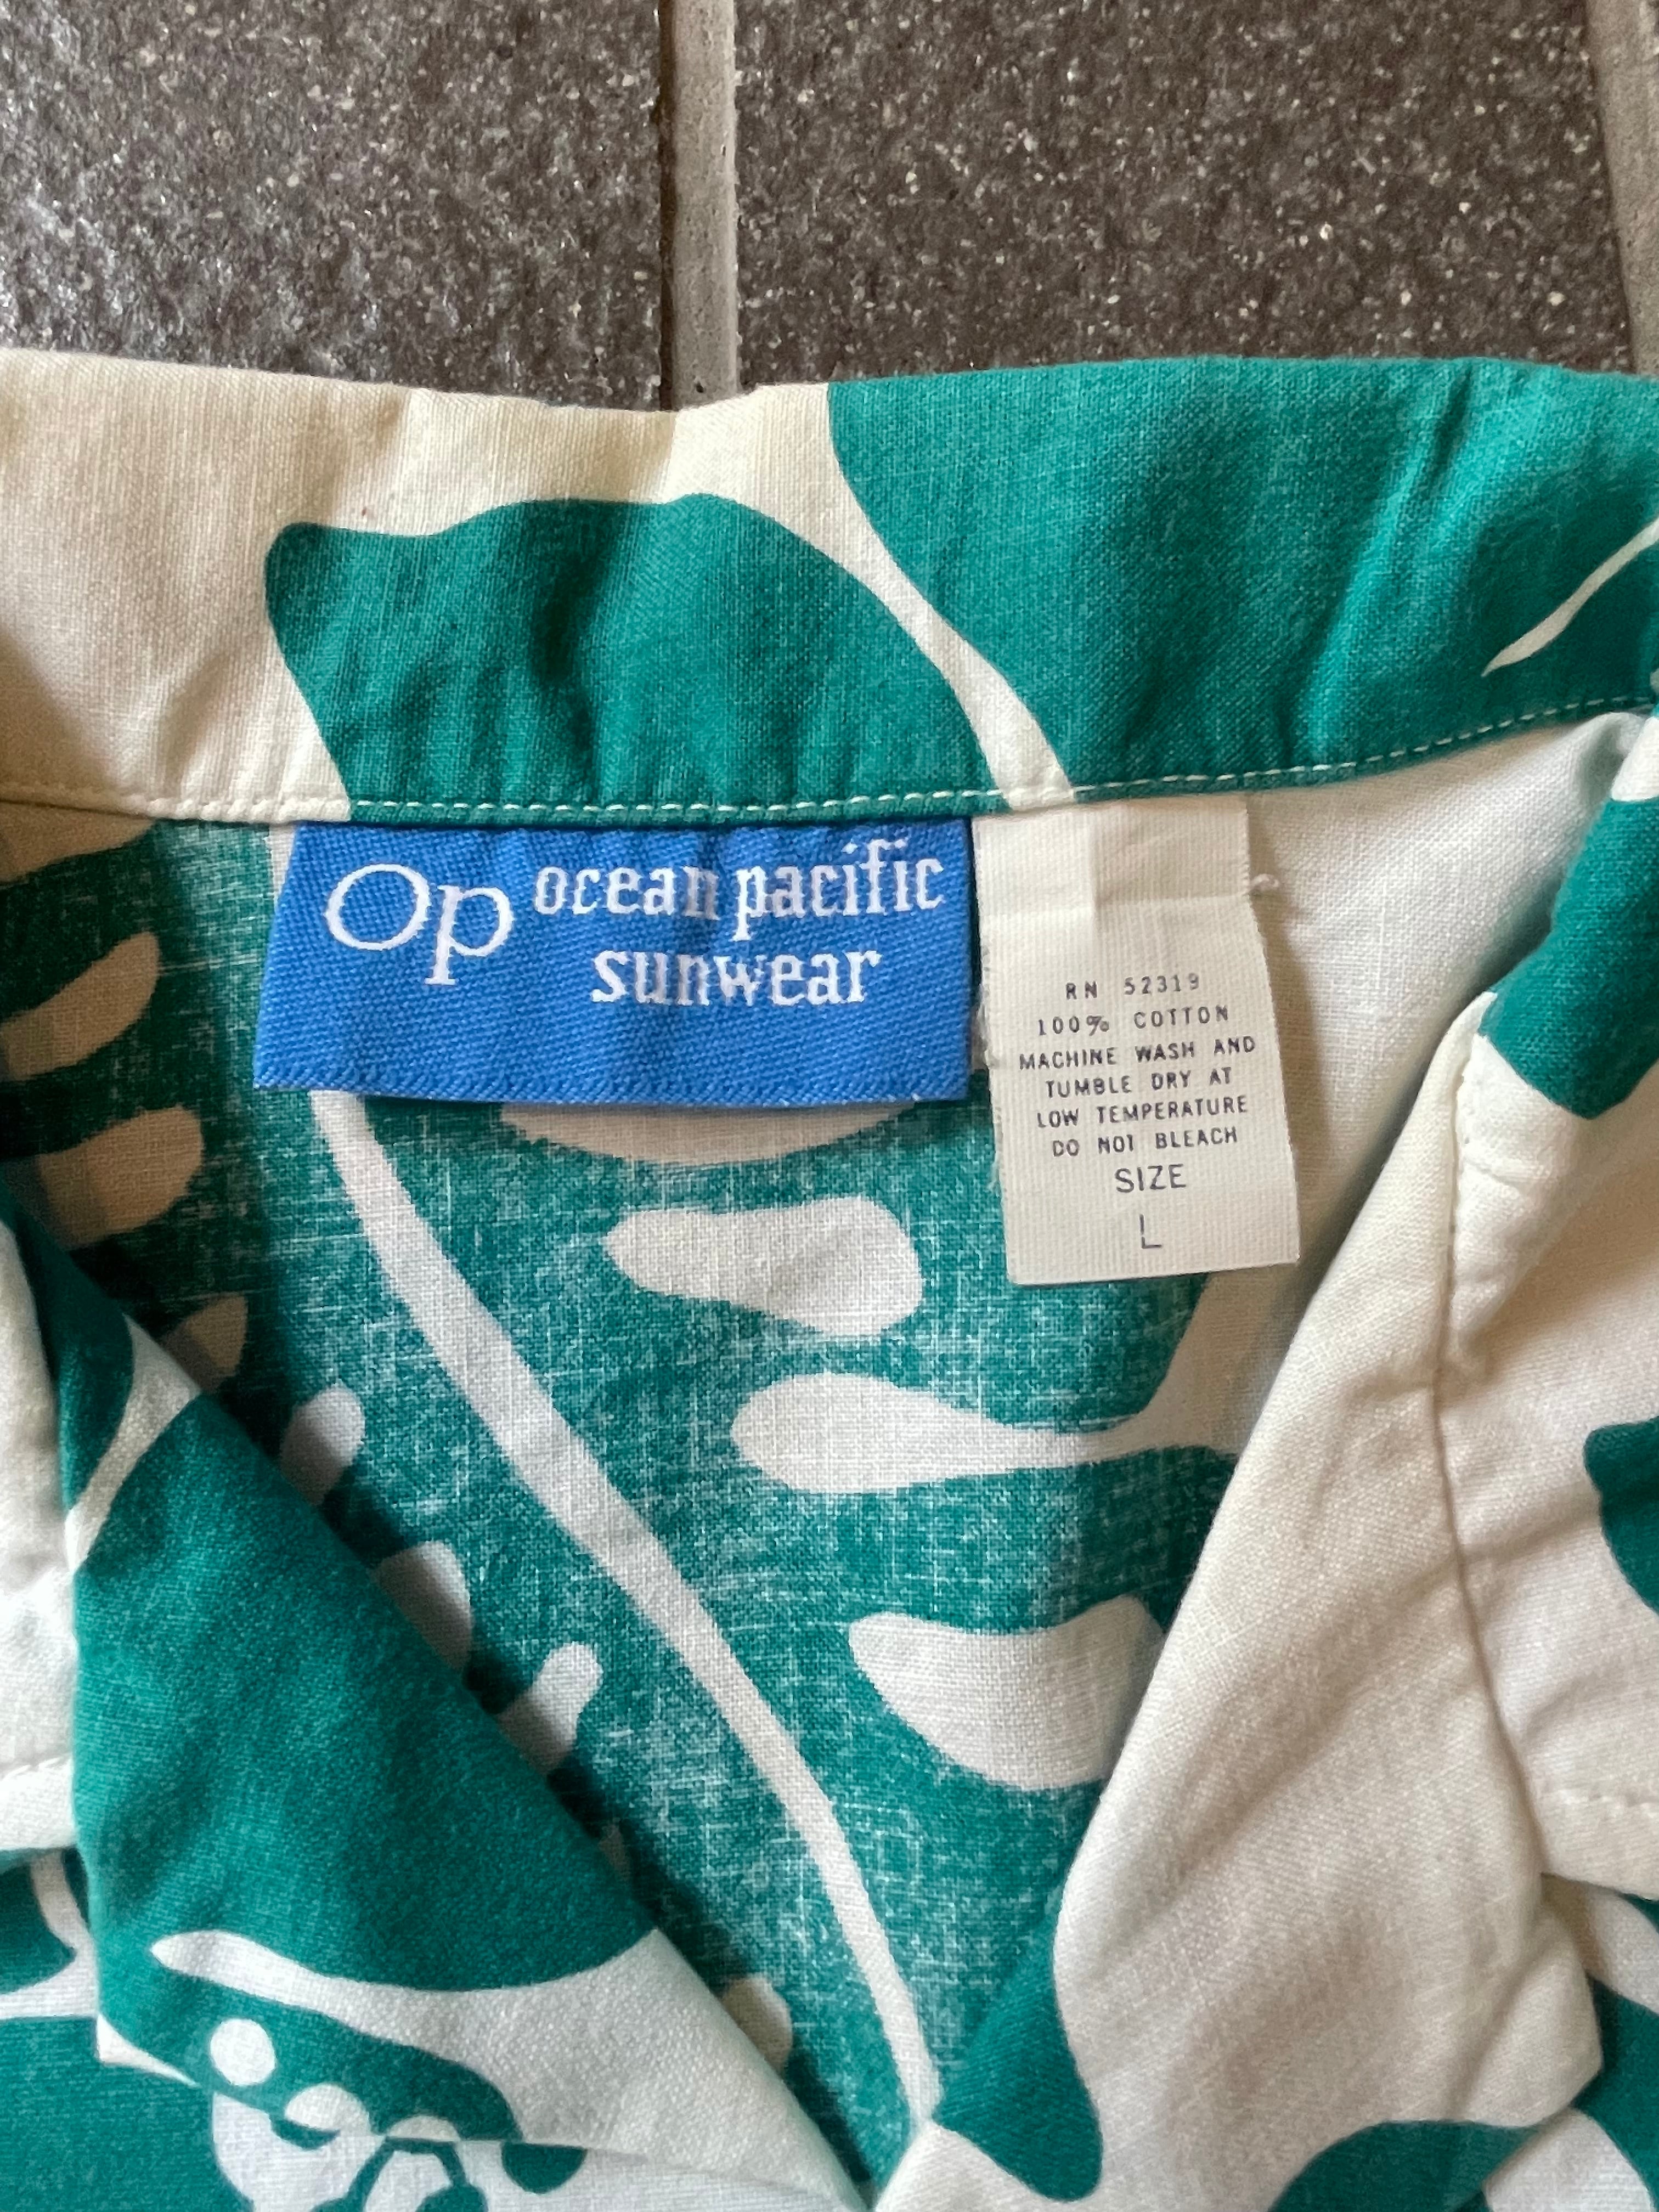 Op ocean pacific
sunwear
RN 52319
100% COTTON
MACHINE WASH AND
TUMBLE DRY AT
LOW TEMPERATURE
DO NOT BLEACH
SIZE
L